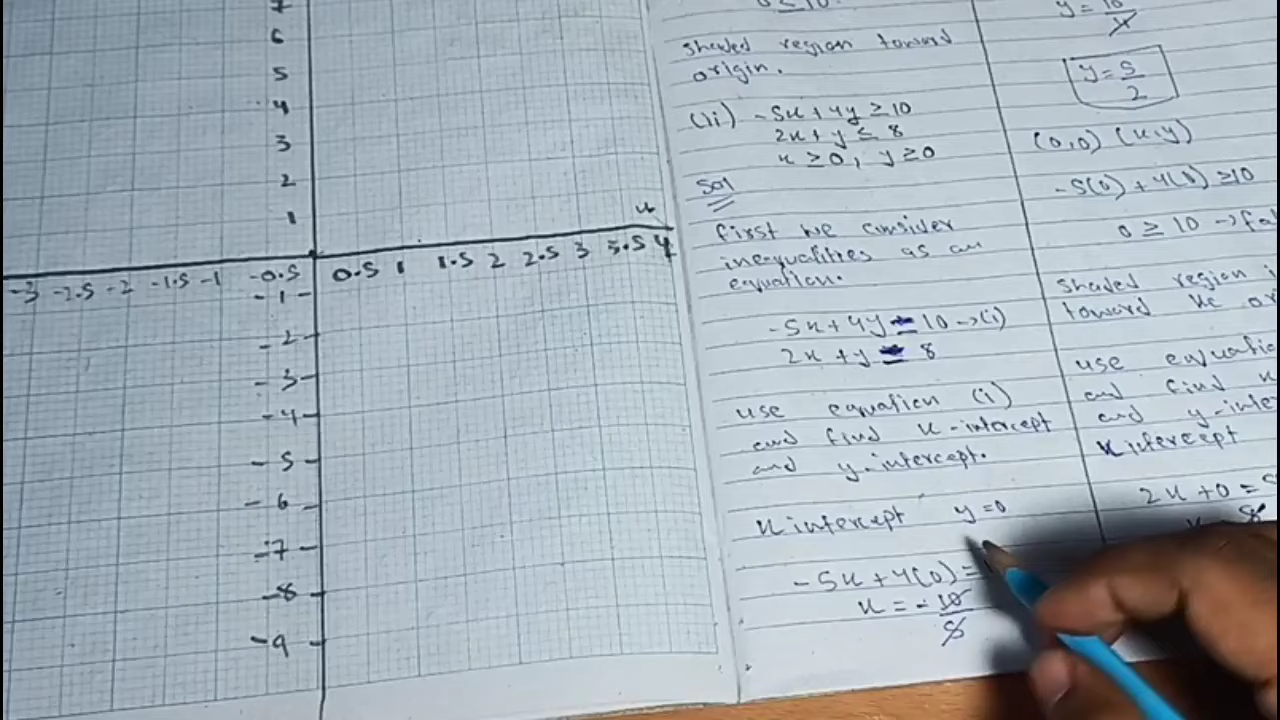 7
6
5
4
3
2
1
x
-3 -2.5 -2 -1.5 -1 -0.5 0.5 1 1.5 2 2.5 3 3.5 4
-1
-2
-3
-4
-5
-6
-7
-8
-9
0 ≤ 10
shaded region toward
origin.
(ii) -5x+4y ≥ 10
2x+y ≤ 8
x ≥ 0, y ≥ 0
Sol
first we consider
inequalities as an
equation.
-5x+4y = 10 →(i)
2x+y = 8
use equation (i)
and find x-intercept
and y-intercept.
x intercept y=0
-5x+4(0)=
x = -10
5
y = 10
4
y = 5
2
(0,0) (x,y)
-5(0)+4(0) ≥10
0 ≥ 10 →
shaded region
toward
use
and find x
and y-
x intercept
2x+0=8